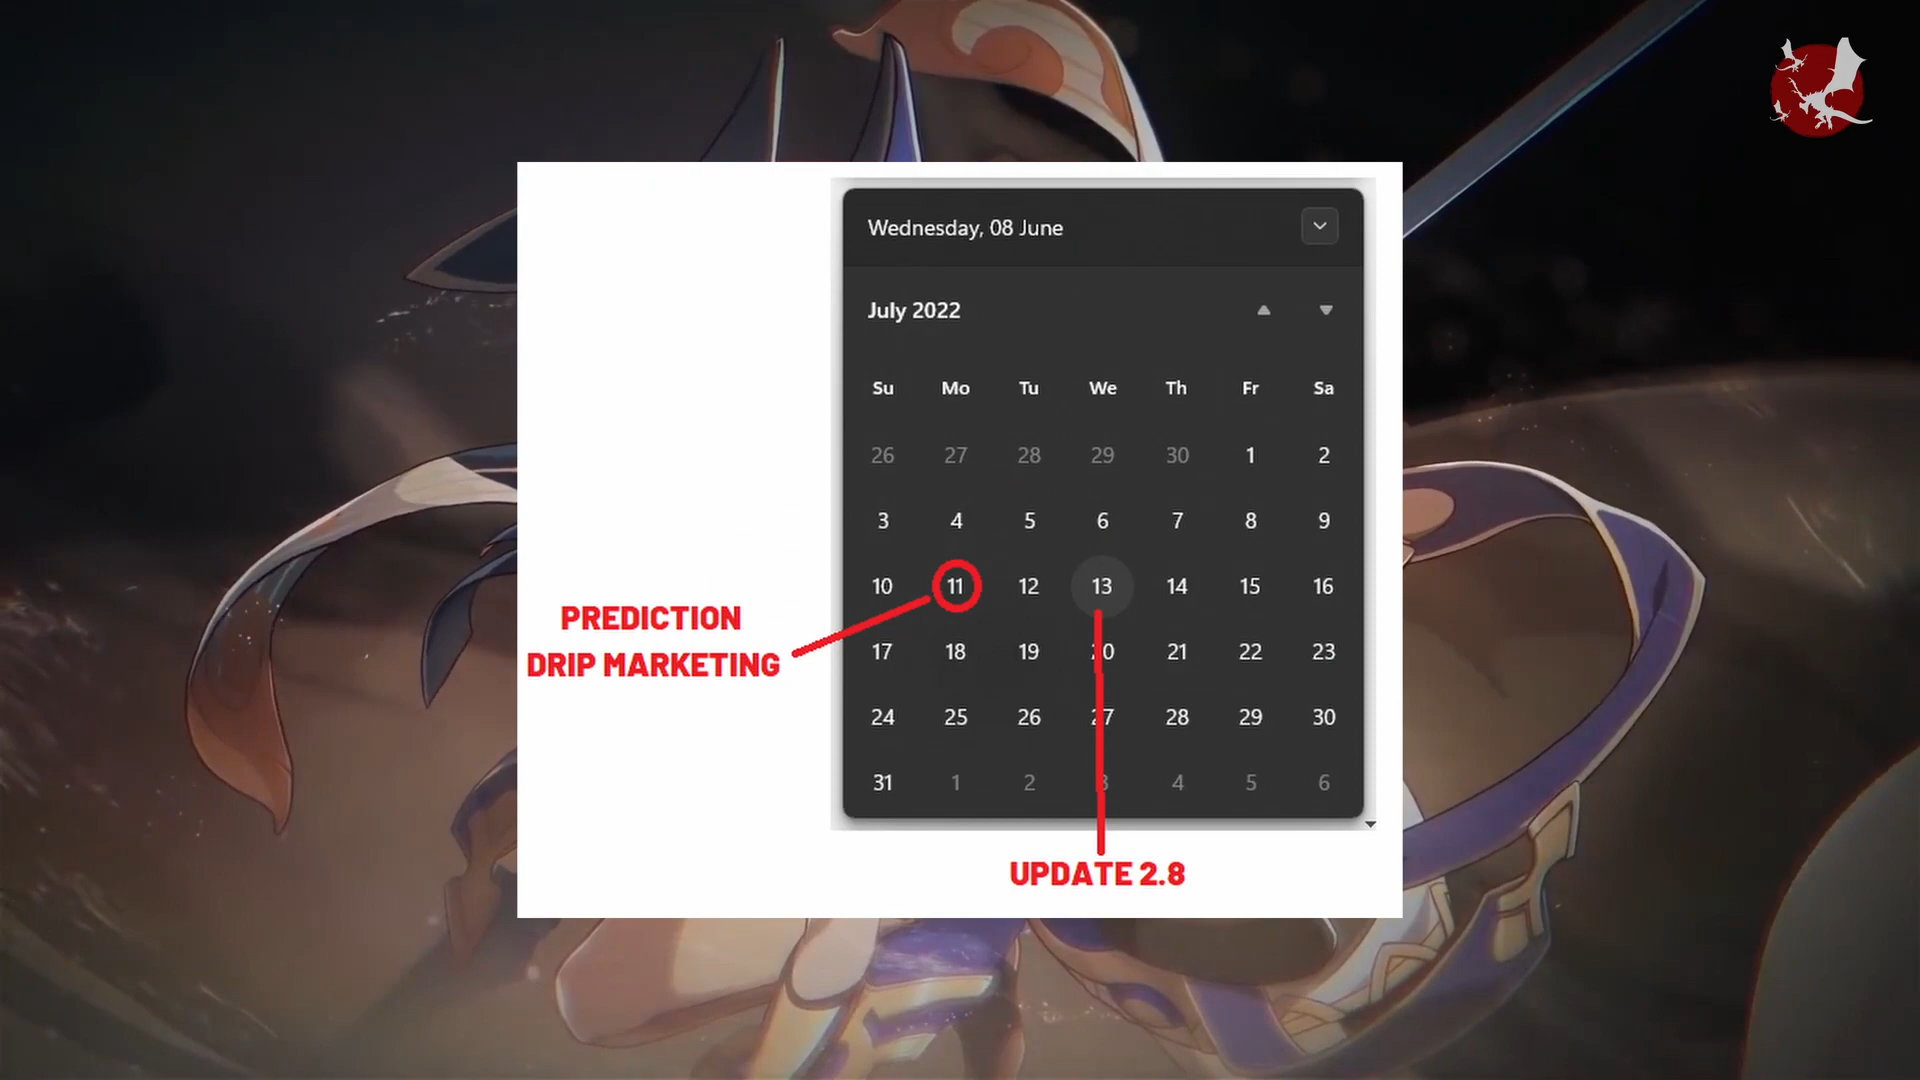 Wednesday, 08 June
July 2022
Su Mo Tu We Th Fr Sa
26 27 28 29 30 1 2
3 4 5 6 7 8 9
10 11 12 13 14 15 16
17 18 19 20 21 22 23
24 25 26 27 28 29 30
31 1 2 3 4 5 6
PREDICTION
DRIP MARKETING
UPDATE 2.8